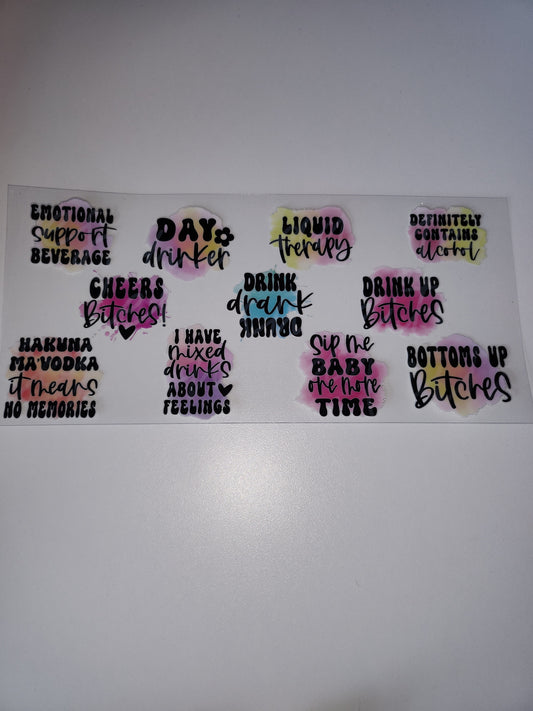 EMOTIONAL
support
BEVERAGE
DAY
drinker
LIQUID
therapy
DEFINITELY
CONTAINS
alcohol
CHEERS
Bitches!
DRINK
drank
DRUNK
DRINK UP
Bitches
HAKUNA
MA'VODKA
it means
NO MEMORIES
I HAVE
mixed
drinks
ABOUT
FEELINGS
Sip me
BABY
one more
TIME
BOTTOMS UP
Bitches